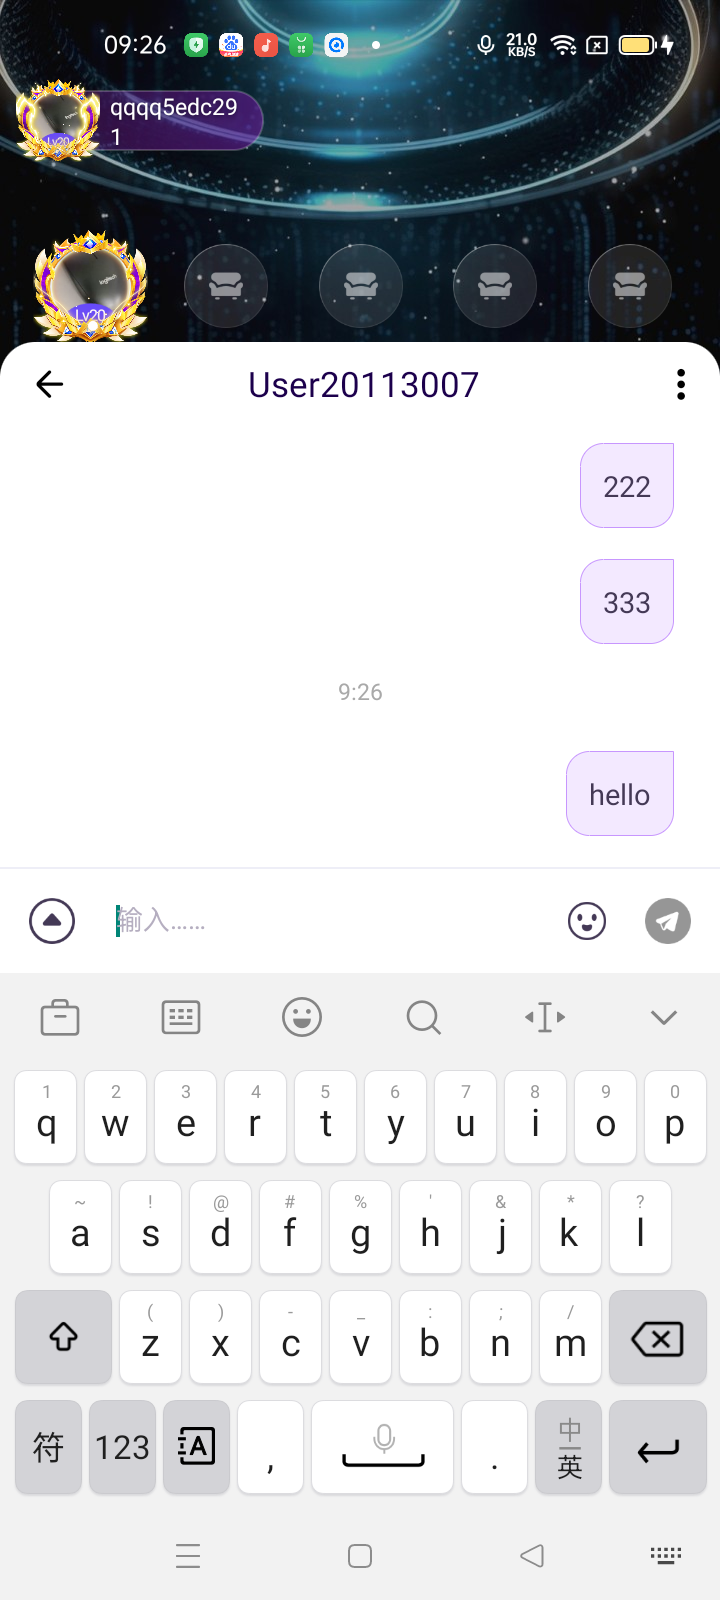 09:26
21.0
KB/S
qqqq5edc29
1
Lv20
Lv20
User20113007
222
333
9:26
hello
输入……
1 2 3 4 5 6 7 8 9 0
q w e r t y u i o p
~ ! @ # % ' & * ?
a s d f g h j k l
( ) - _ : ; /
z x c v b n m
符 123 A , . 中
英